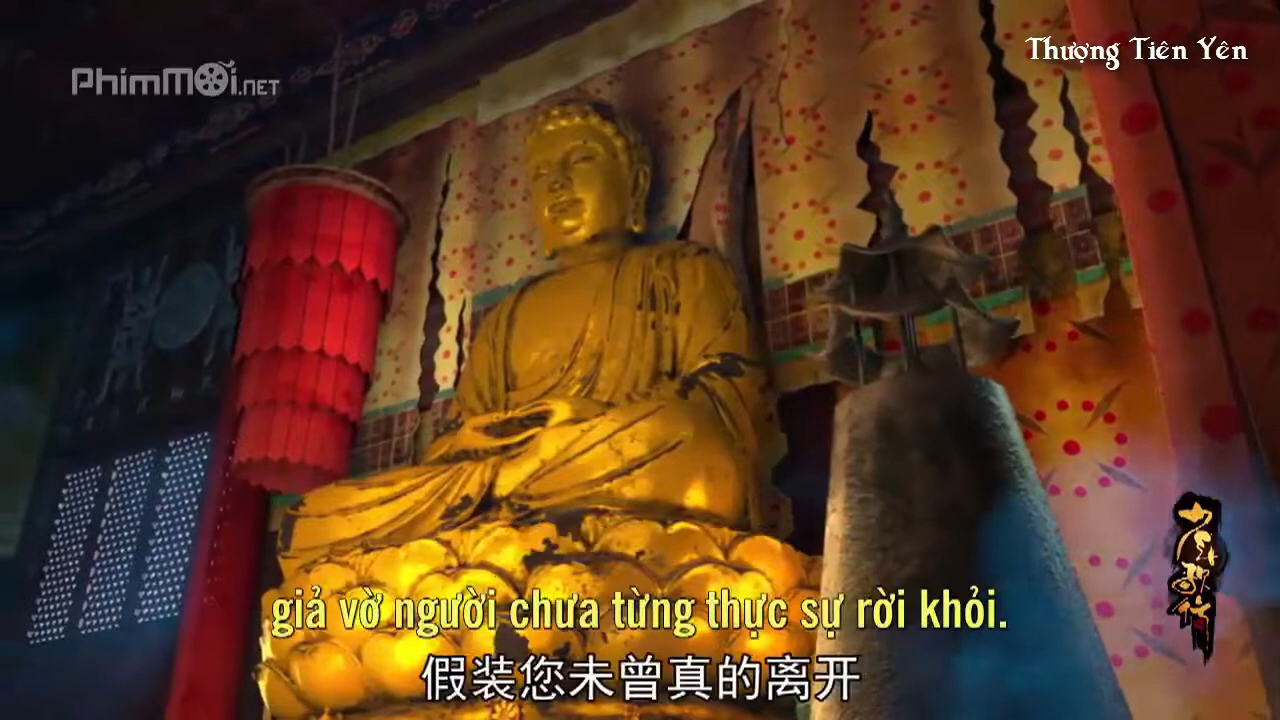 PhimMỡi.NET
Thượng Tiên Yên
giả vờ người chưa từng thực sự rời khỏi.
假装您未曾真的离开